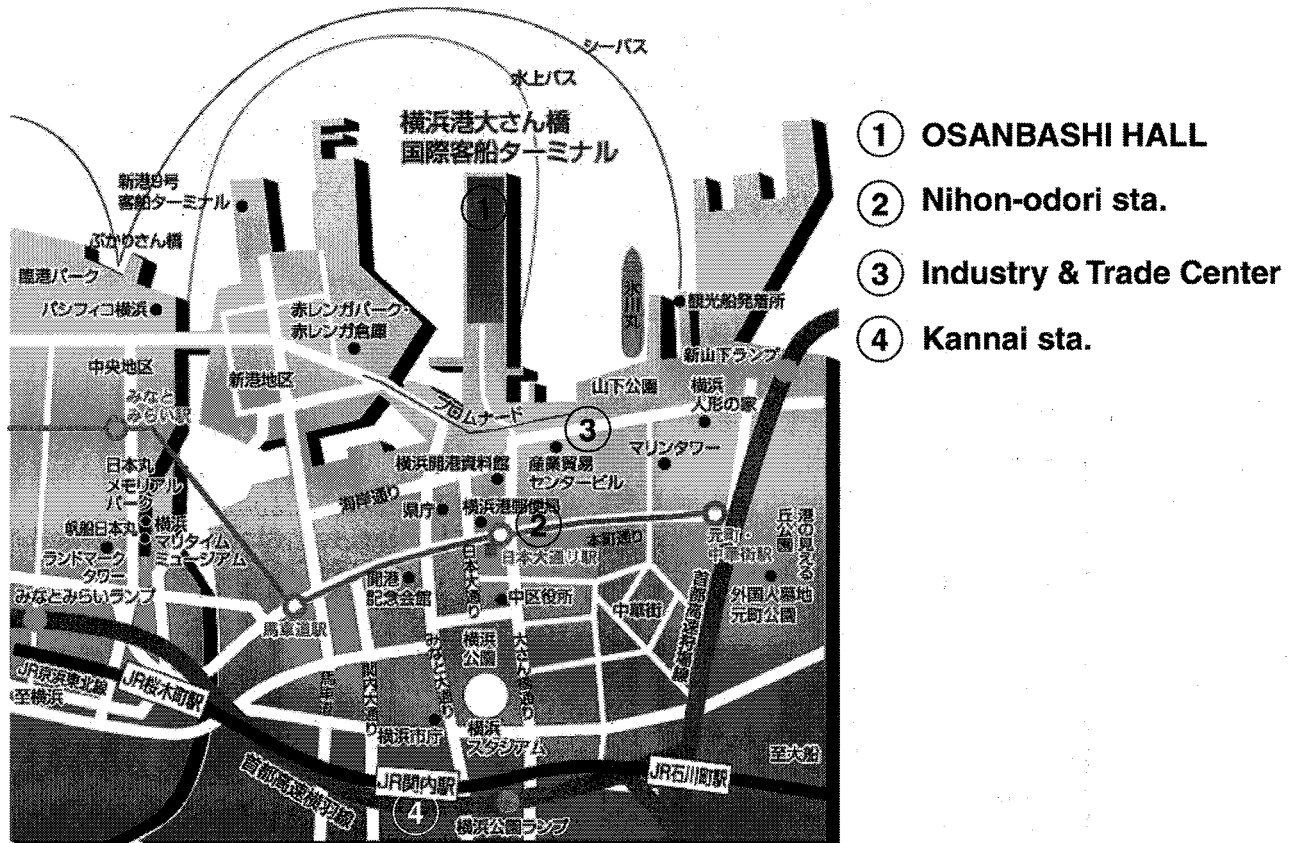 シーバス
水上バス
横浜港大さん橋
国際客船ターミナル
①
① OSANBASHI HALL
② Nihon-odori sta.
③ Industry & Trade Center
④ Kannai sta.
新港9号
客船ターミナル
ぷかりさん橋
臨港パーク
パシフィコ横浜
赤レンガパーク・
赤レンガ倉庫
氷川丸
観光船発着所
新山下ランプ
中央地区
新港地区
山下公園
横浜
人形の家
みなと
みらい駅
プロムナード
③
マリンタワー
産業貿易
センタービル
横浜開港資料館
日本丸
メモリアル
パーク
海岸通り
県庁
横浜港郵便局
②
本町通り
日本大通り駅
元町・
中華街駅
港の見える
丘公園
帆船日本丸
横浜
マリタイム
ミュージアム
ランドマーク
タワー
みなとみらいランプ
開港
記念会館
日本大通り
中区役所
中華街
首都高速狩場線
外国人墓地
元町公園
馬車道駅
横浜
公園
みなと大通り
大さん橋通り
JR京浜東北線
至横浜
JR桜木町駅
馬車道
関内大通り
横浜市庁
横浜
スタジアム
首都高速横羽線
JR関内駅
JR石川町駅
至大船
④
横浜公園ランプ